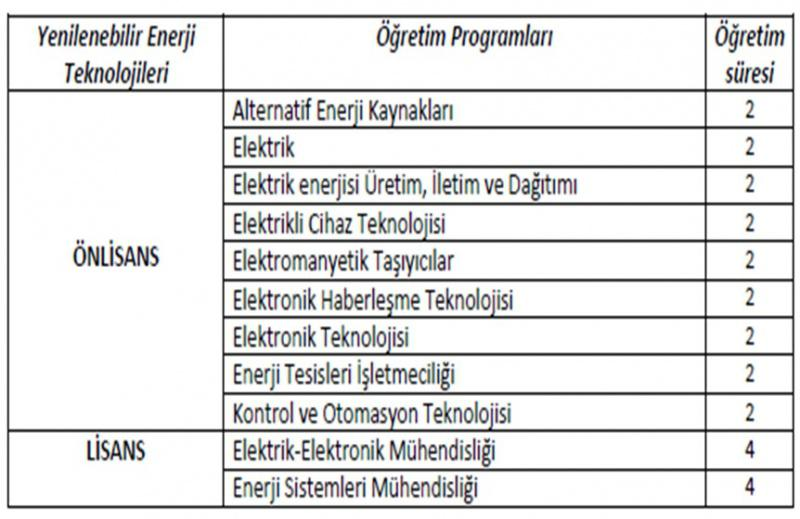 Yenilenebilir Enerji Teknolojileri Öğretim Programları Öğretim süresi
ÖNLİSANS
Alternatif Enerji Kaynakları 2
Elektrik 2
Elektrik enerjisi Üretim, İletim ve Dağıtımı 2
Elektrikli Cihaz Teknolojisi 2
Elektromanyetik Taşıyıcılar 2
Elektronik Haberleşme Teknolojisi 2
Elektronik Teknolojisi 2
Enerji Tesisleri İşletmeciliği 2
Kontrol ve Otomasyon Teknolojisi 2
LİSANS
Elektrik-Elektronik Mühendisliği 4
Enerji Sistemleri Mühendisliği 4